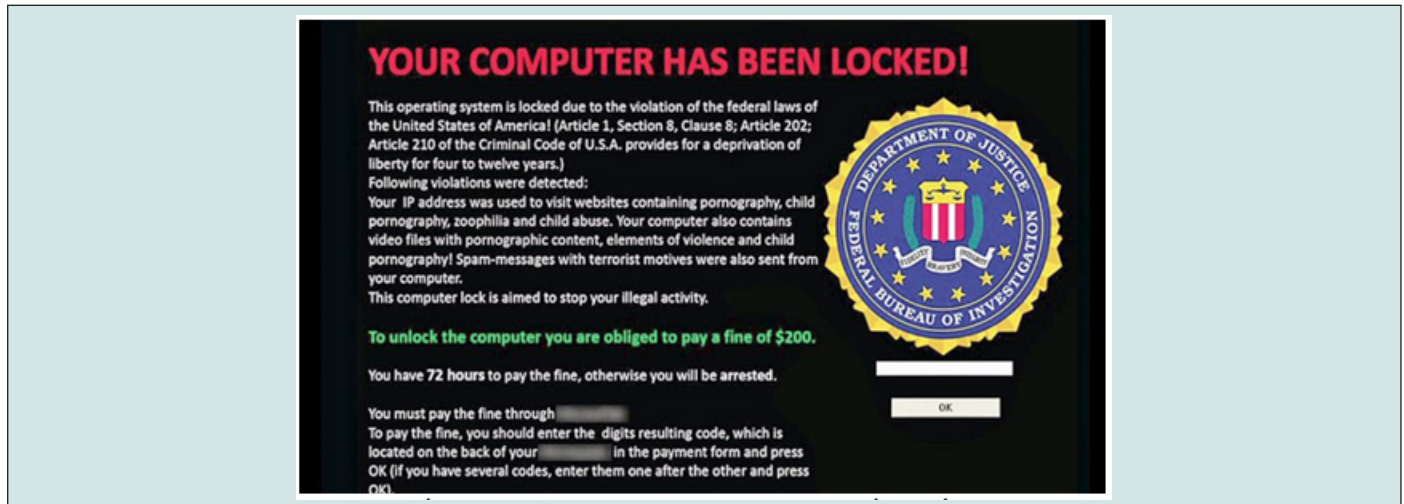 YOUR COMPUTER HAS BEEN LOCKED!
This operating system is locked due to the violation of the federal laws of
the United States of America! (Article 1, Section 8, Clause 8; Article 202;
Article 210 of the Criminal Code of U.S.A. provides for a deprivation of
liberty for four to twelve years.)
Following violations were detected:
Your IP address was used to visit websites containing pornography, child
pornography, zoophilia and child abuse. Your computer also contains
video files with pornographic content, elements of violence and child
pornography! Spam-messages with terrorist motives were also sent from
your computer.
This computer lock is aimed to stop your illegal activity.
To unlock the computer you are obliged to pay a fine of $200.
You have 72 hours to pay the fine, otherwise you will be arrested.
You must pay the fine through
To pay the fine, you should enter the digits resulting code, which is
located on the back of your in the payment form and press
OK (if you have several codes, enter them one after the other and press
OK).
DEPARTMENT OF JUSTICE
FEDERAL BUREAU OF INVESTIGATION
FIDELITY BRAVERY INTEGRITY
OK